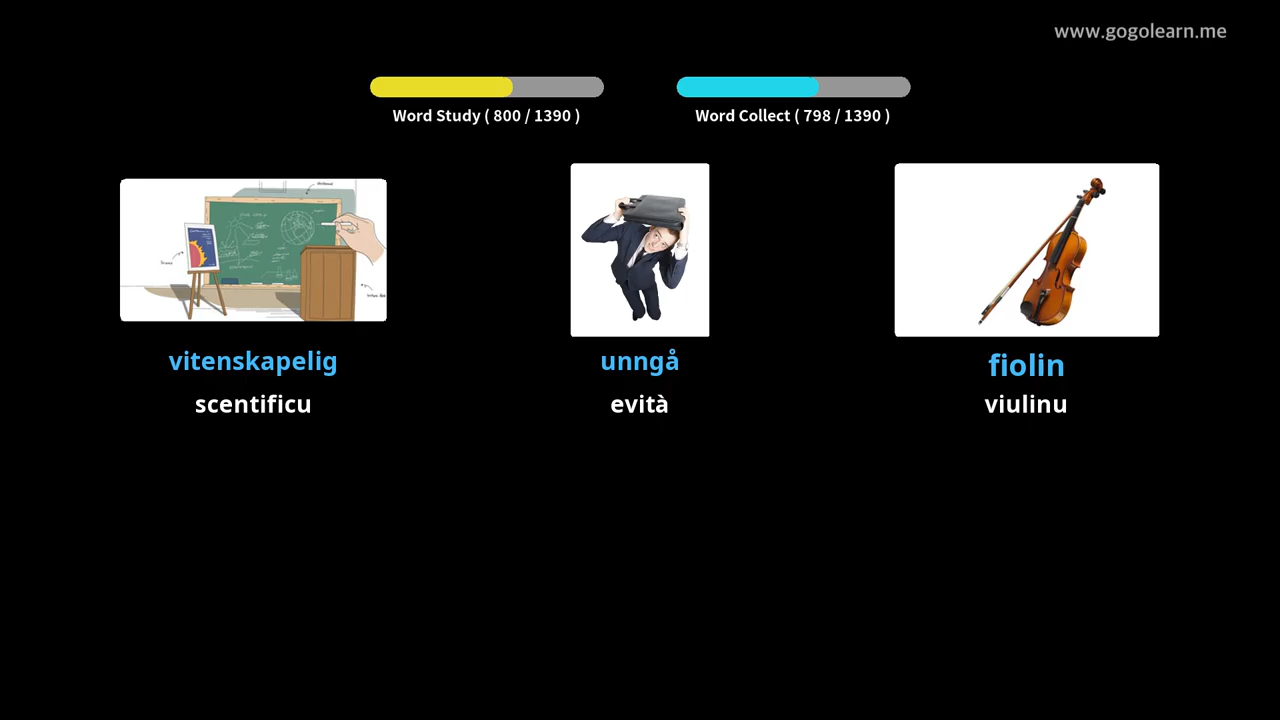 www.gogolearn.me
Word Study ( 800 / 1390 )
Word Collect ( 798 / 1390 )
vitenskapelig
unngå
fiolin
scentificu
evità
viulinu